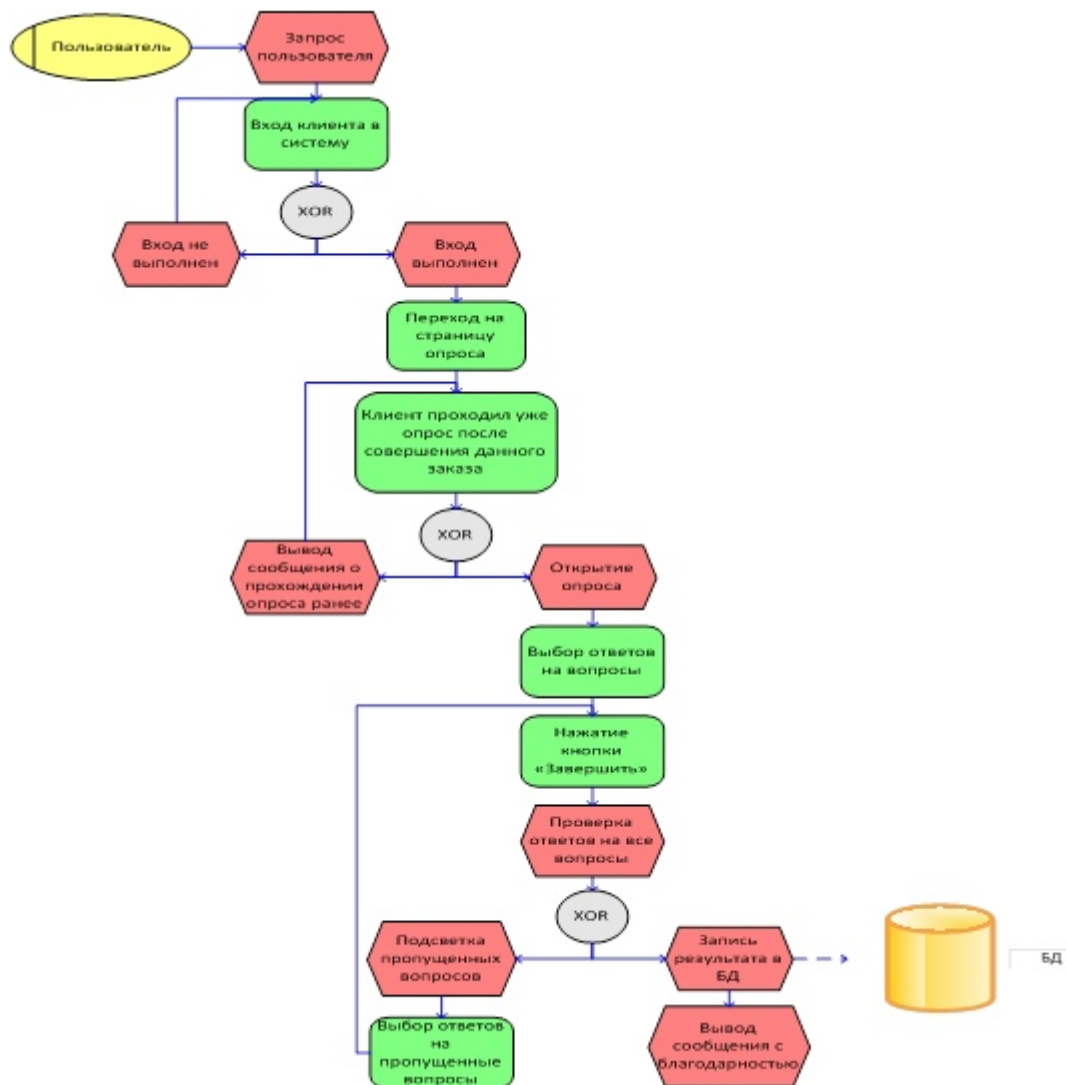 Пользователь
Запрос
пользователя
Вход клиента в
систему
XOR
Вход не
выполнен
Вход
выполнен
Переход на
страницу
опроса
Клиент проходил уже
опрос после
совершения данного
заказа
XOR
Вывод
сообщения о
прохождении
опроса ранее
Открытие
опроса
Выбор ответов
на вопросы
Нажатие
кнопки
«Завершить»
Проверка
ответов на все
вопросы
XOR
Подсветка
пропущенных
вопросов
Запись
результата в
БД
БД
Выбор ответов
на
пропущенные
вопросы
Вывод
сообщения с
благодарностью